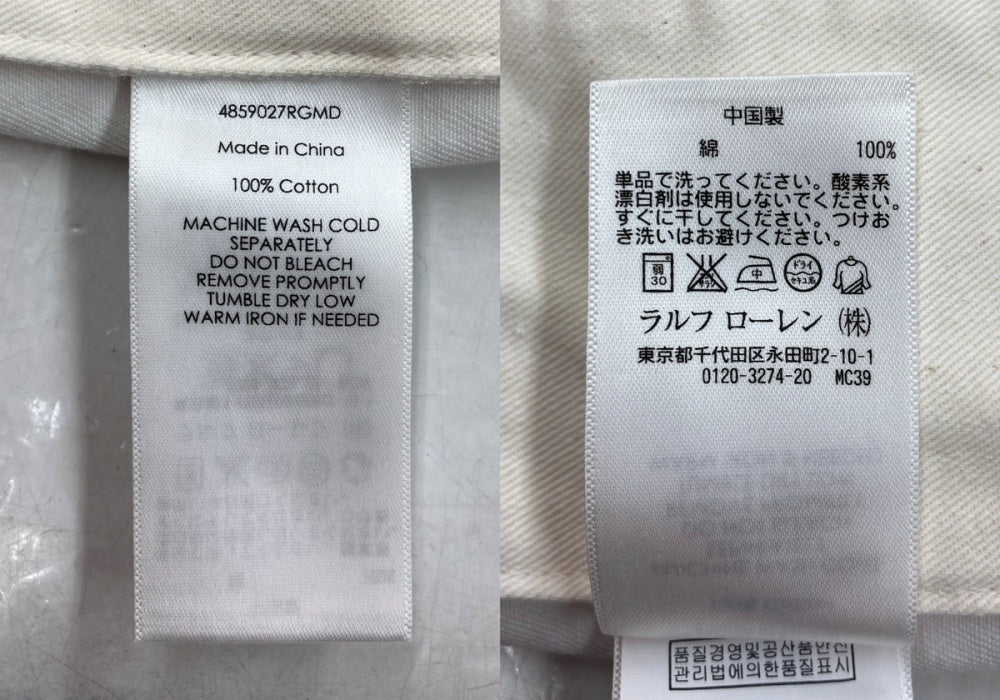 4859027RGMD
Made in China
100% Cotton
MACHINE WASH COLD
SEPARATELY
DO NOT BLEACH
REMOVE PROMPTLY
TUMBLE DRY LOW
WARM IRON IF NEEDED
中国製
綿 100%
単品で洗ってください。酸素系
漂白剤は使用しないでください。
すぐに干してください。つけお
き洗いはお避けください。
弱 30 中 ドライ セキユ系
ラルフ ローレン (株)
東京都千代田区永田町2-10-1
0120-3274-20 MC39
품질경영및공산품안전
관리법에의한품질표시